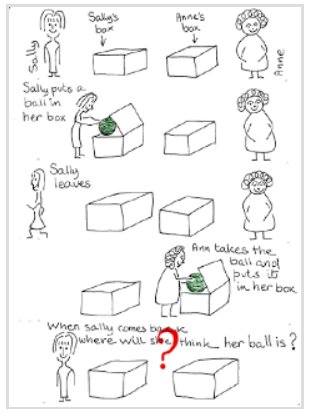 Sally's
box
Anne's
box
Sally
Anne
Sally puts a
ball in
her box
Sally
leaves
Ann takes the
ball and
puts it
in her box
When sally comes back
where will she think her ball is?
?